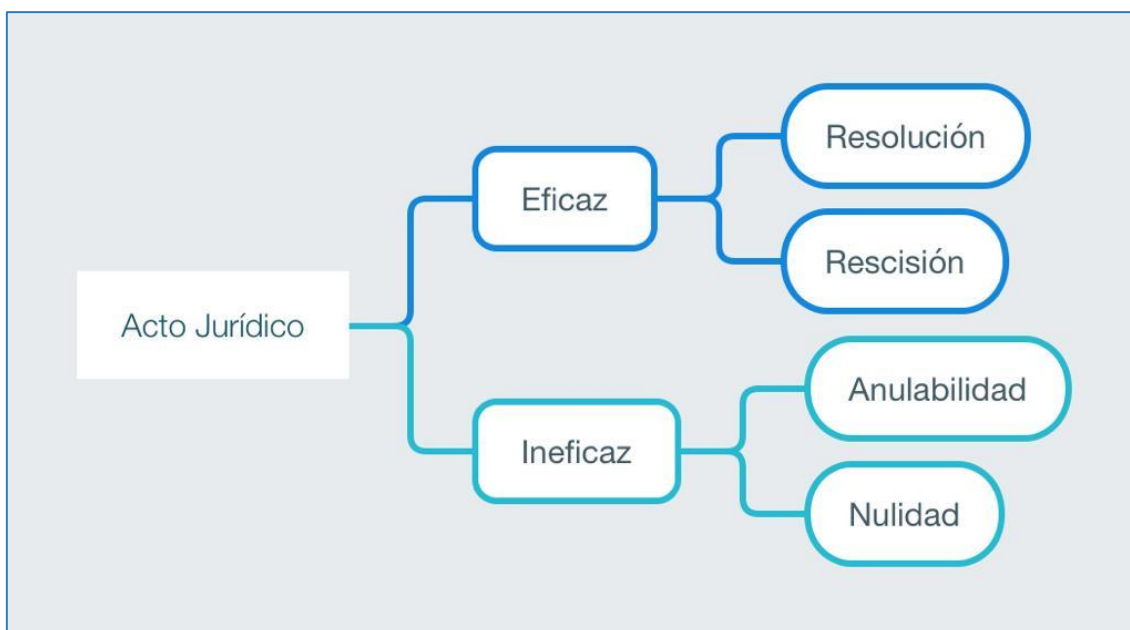 Acto Jurídico
Eficaz
Resolución
Rescisión
Ineficaz
Anulabilidad
Nulidad